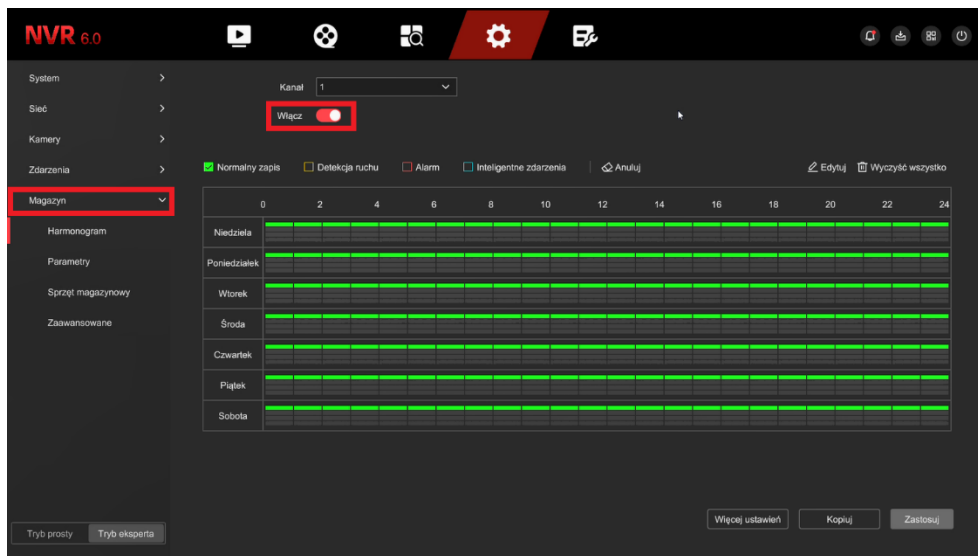 NVR 6.0
System
Sieć
Kamery
Zdarzenia
Magazyn
Harmonogram
Parametry
Sprzęt magazynowy
Zaawansowane
Tryb prosty Tryb eksperta
Kanał 1
Włącz
Normalny zapis Detekcja ruchu Alarm Inteligentne zdarzenia Anuluj Edytuj Wyczyść wszystko
0 2 4 6 8 10 12 14 16 18 20 22 24
Niedziela
Poniedziałek
Wtorek
Środa
Czwartek
Piątek
Sobota
Więcej ustawień Kopiuj Zastosuj